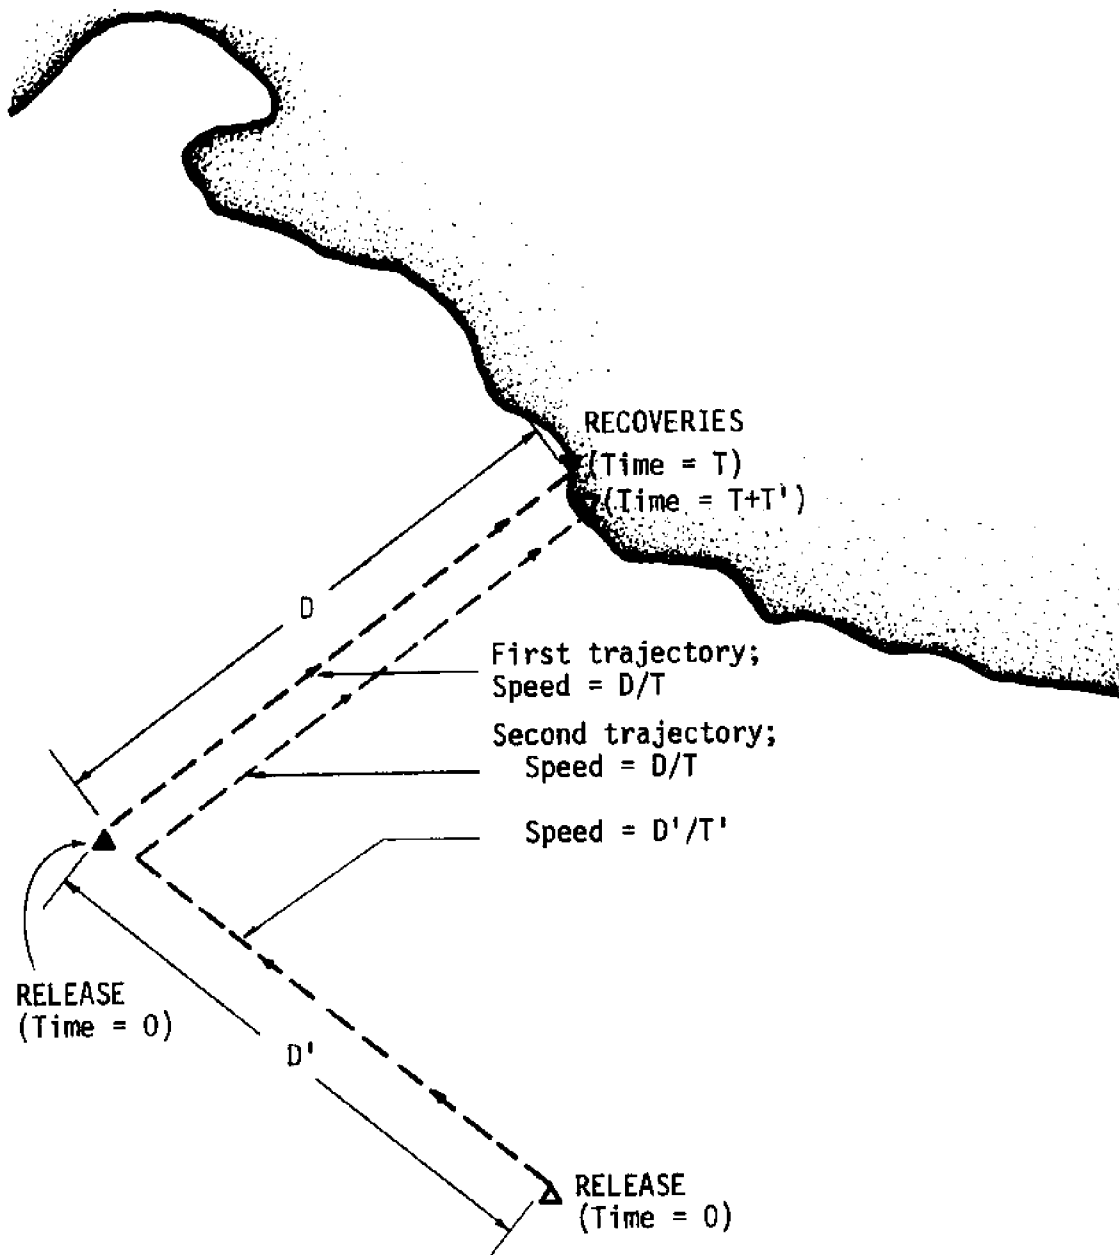 RECOVERIES
(Time = T)
(Time = T+T')
D
First trajectory;
Speed = D/T
Second trajectory;
Speed = D/T
Speed = D'/T'
RELEASE
(Time = 0)
D'
RELEASE
(Time = 0)